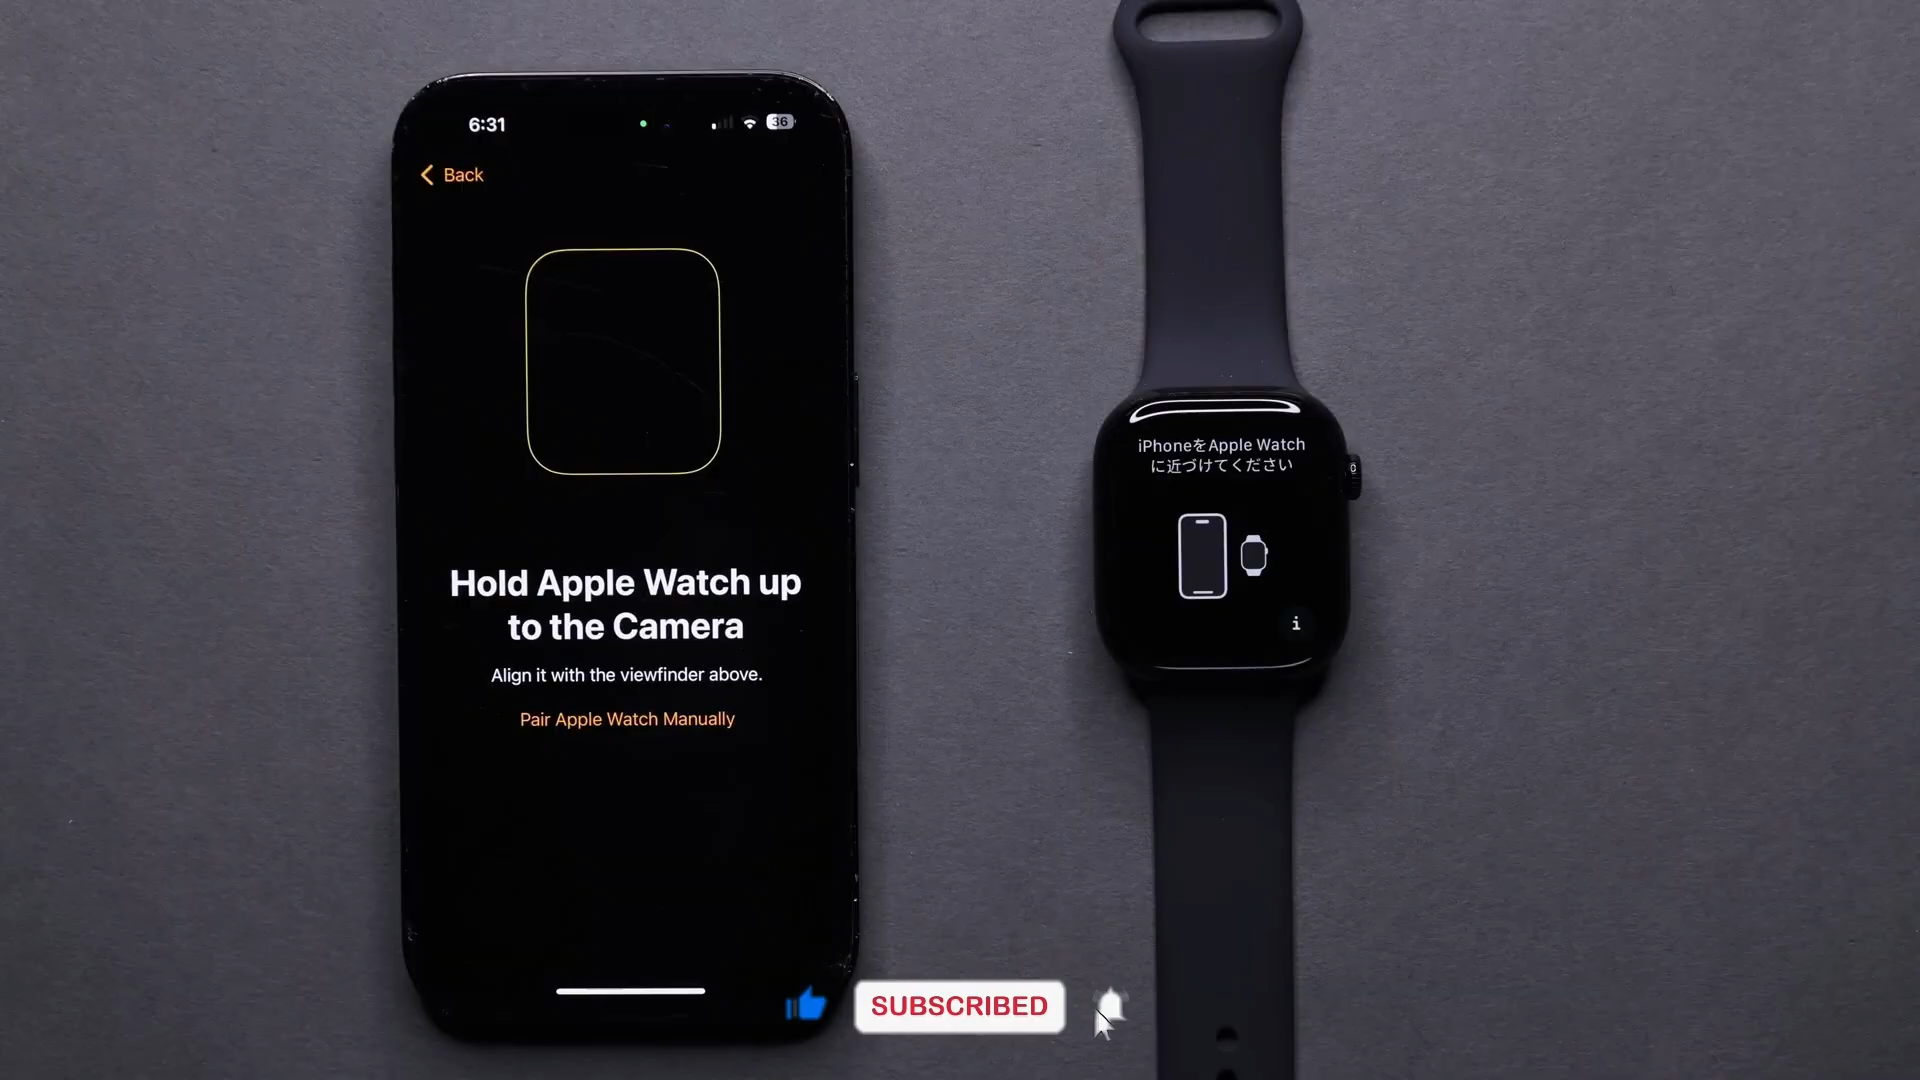 6:31
36
Back
Hold Apple Watch up
to the Camera
Align it with the viewfinder above.
Pair Apple Watch Manually
iPhoneをApple Watch
に近づけてください
i
SUBSCRIBED